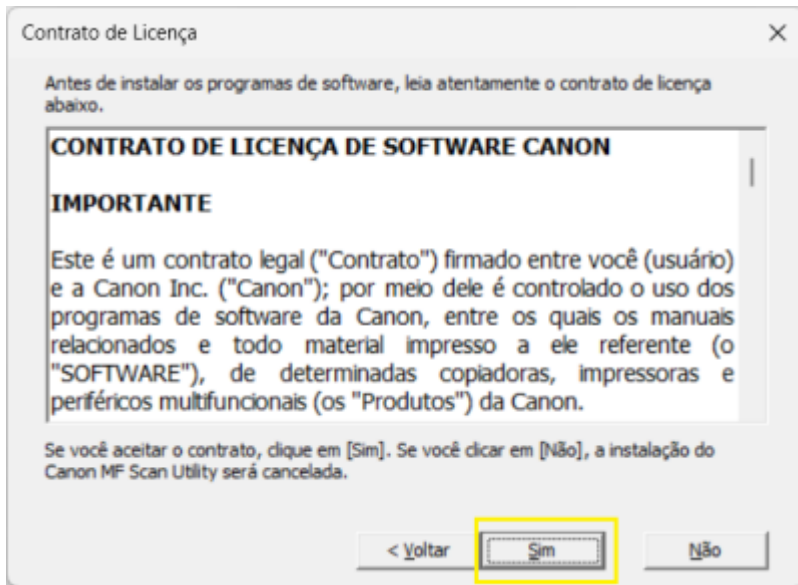 Contrato de Licença
Antes de instalar os programas de software, leia atentamente o contrato de licença
abaixo.
CONTRATO DE LICENÇA DE SOFTWARE CANON
IMPORTANTE
Este é um contrato legal ("Contrato") firmado entre você (usuário)
e a Canon Inc. ("Canon"); por meio dele é controlado o uso dos
programas de software da Canon, entre os quais os manuais
relacionados e todo material impresso a ele referente (o
"SOFTWARE"), de determinadas copiadoras, impressoras e
periféricos multifuncionais (os "Produtos") da Canon.
Se você aceitar o contrato, clique em [Sim]. Se você clicar em [Não], a instalação do
Canon MF Scan Utility será cancelada.
< Voltar Sim Não